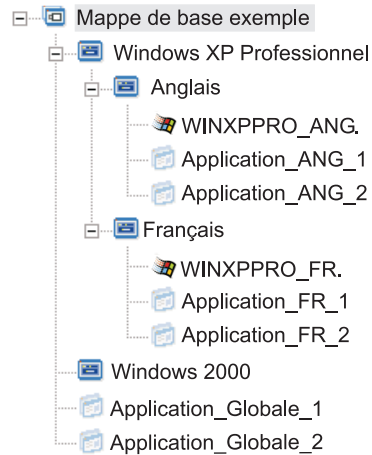 Mappe de base exemple
Windows XP Professionnel
Anglais
WINXPPRO_ANG.
Application_ANG_1
Application_ANG_2
Français
WINXPPRO_FR.
Application_FR_1
Application_FR_2
Windows 2000
Application_Globale_1
Application_Globale_2